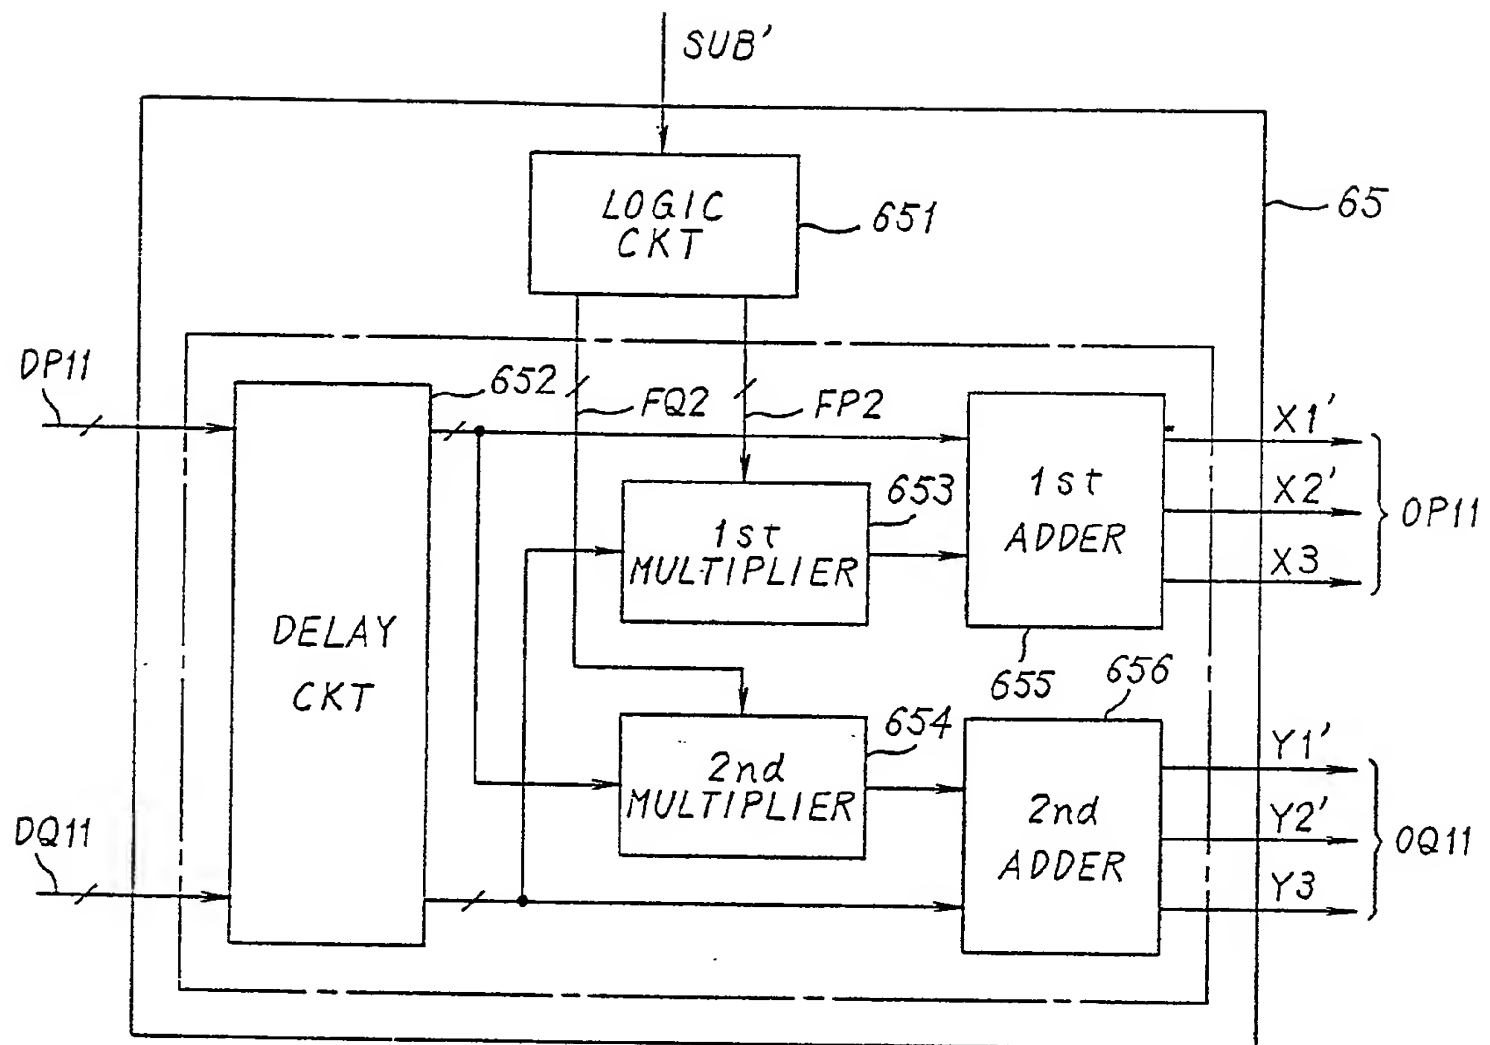 SUB'
LOGIC
CKT
651
65
DP11
652
FQ2
FP2
X1'
X2'
X3
OP11
1st
ADDER
653
1st
MULTIPLIER
DELAY
CKT
655
656
654
2nd
MULTIPLIER
2nd
ADDER
Y1'
Y2'
Y3
OQ11
DQ11